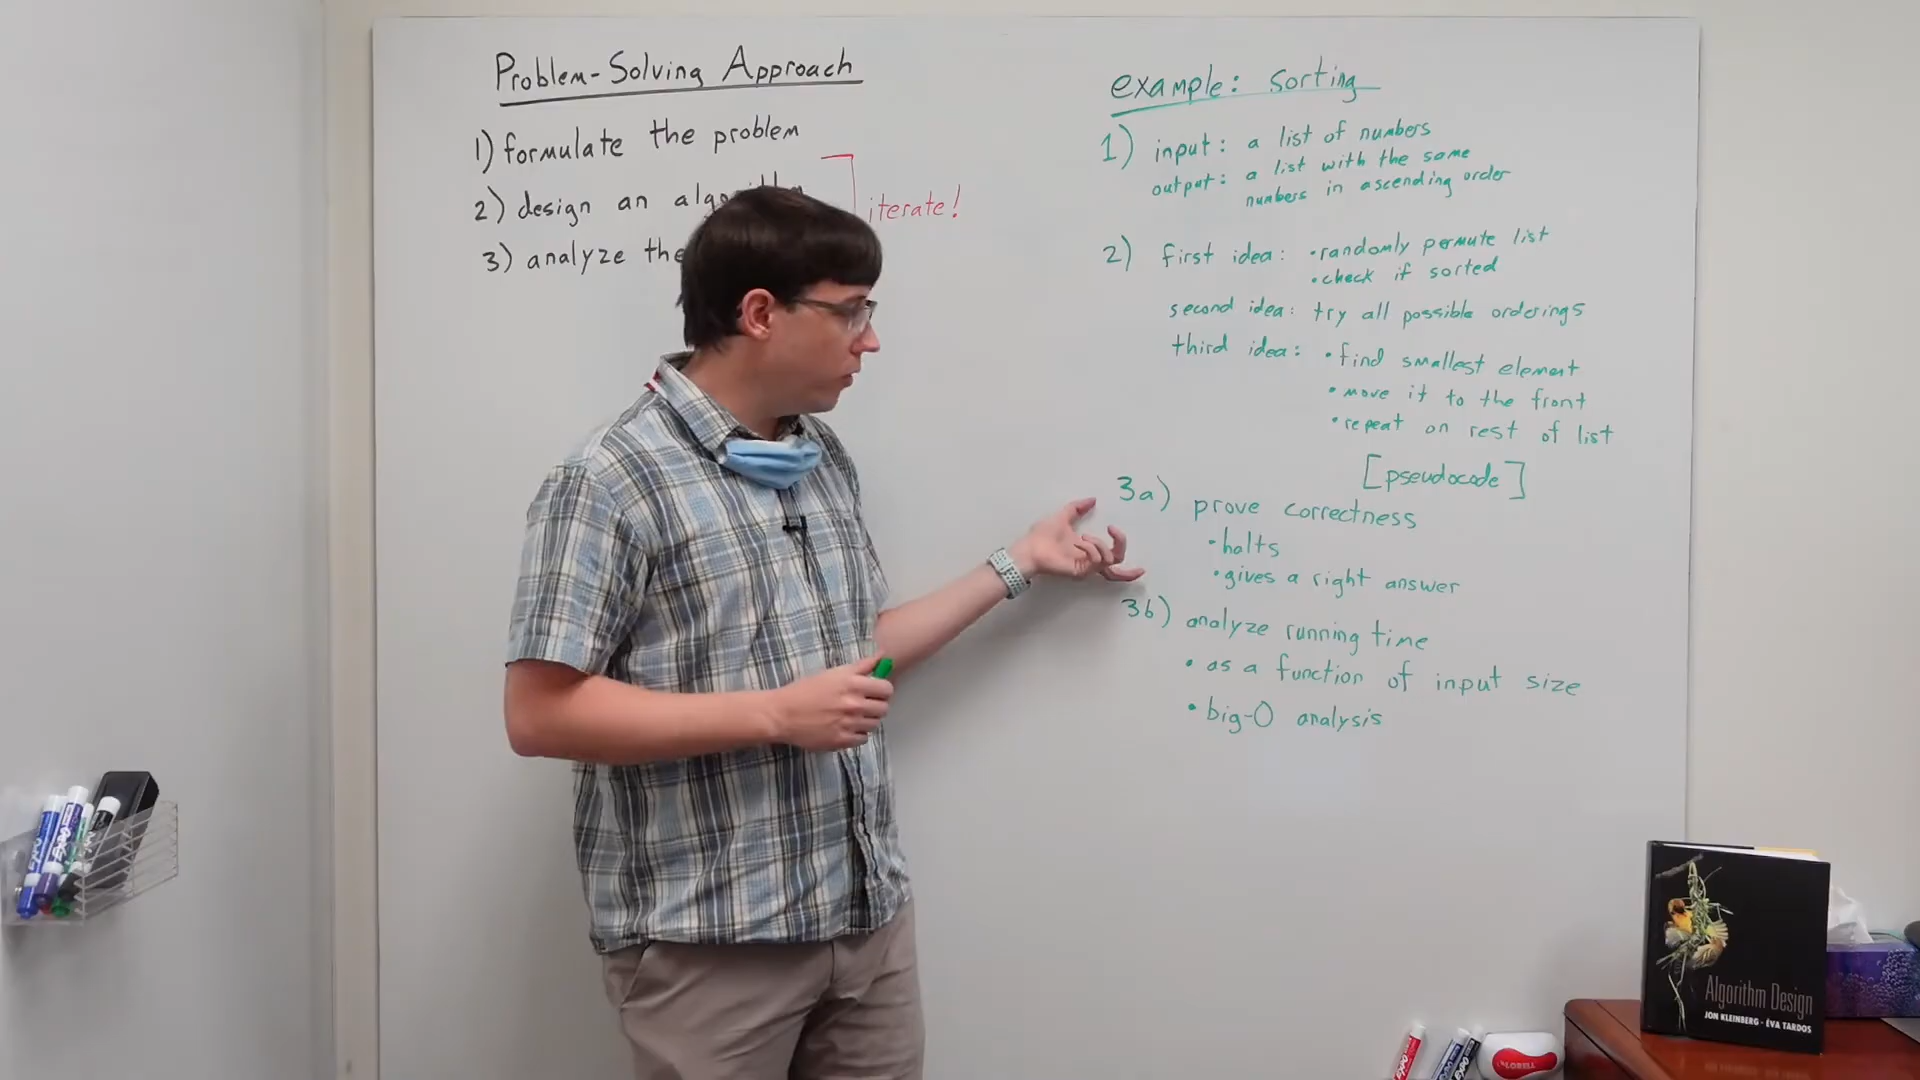 Problem-Solving Approach
1) formulate the problem
2) design an
3) analyze the
iterate!
example: sorting
1) input: a list of numbers
output: a list with the same
numbers in ascending order
2) first idea: • randomly permute list
• check if sorted
second idea: try all possible orderings
third idea: • find smallest element
• move it to the front
• repeat on rest of list
[pseudocode]
3a) prove correctness
• halts
• gives a right answer
3b) analyze running time
• as a function of input size
• big-O analysis
Algorithm Design
JON KLEINBERG · ÉVA TARDOS
EXPO
LORELL